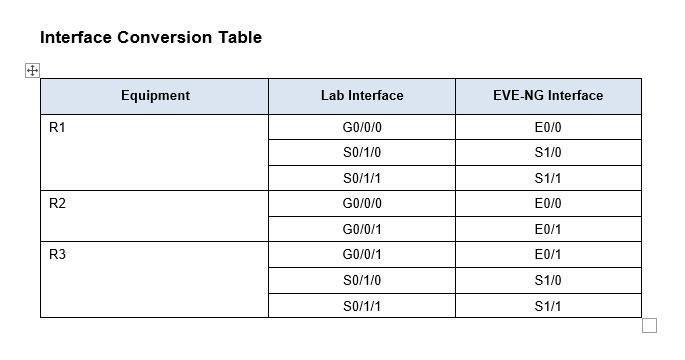 Interface Conversion Table
Equipment Lab Interface EVE-NG Interface
R1 G0/0/0 E0/0
S0/1/0 S1/0
S0/1/1 S1/1
R2 G0/0/0 E0/0
G0/0/1 E0/1
R3 G0/0/1 E0/1
S0/1/0 S1/0
S0/1/1 S1/1